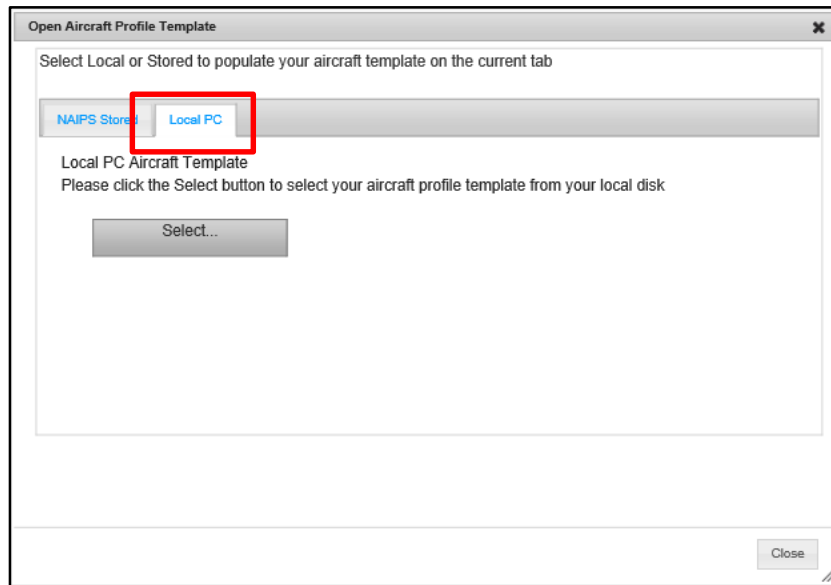 Open Aircraft Profile Template
Select Local or Stored to populate your aircraft template on the current tab
NAIPS Stored Local PC
Local PC Aircraft Template
Please click the Select button to select your aircraft profile template from your local disk
Select...
Close